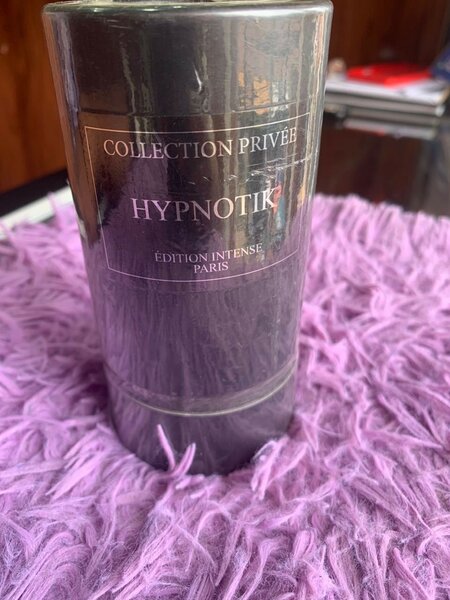 COLLECTION PRIVÉE
HYPNOTIK
ÉDITION INTENSE
PARIS